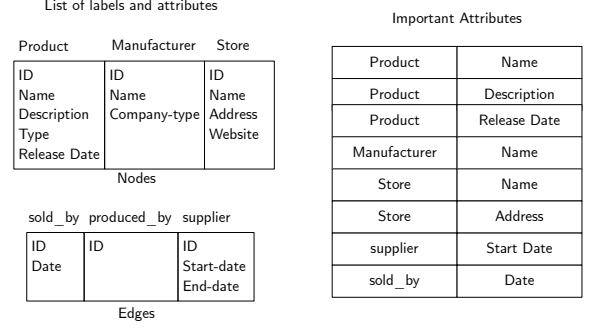 List of labels and attributes
Product Manufacturer Store
ID ID ID
Name Name Name
Description Company-type Address
Type Website
Release Date
Nodes
sold_by produced_by supplier
ID ID ID
Date Start-date
End-date
Edges
Important Attributes
Product Name
Product Description
Product Release Date
Manufacturer Name
Store Name
Store Address
supplier Start Date
sold_by Date